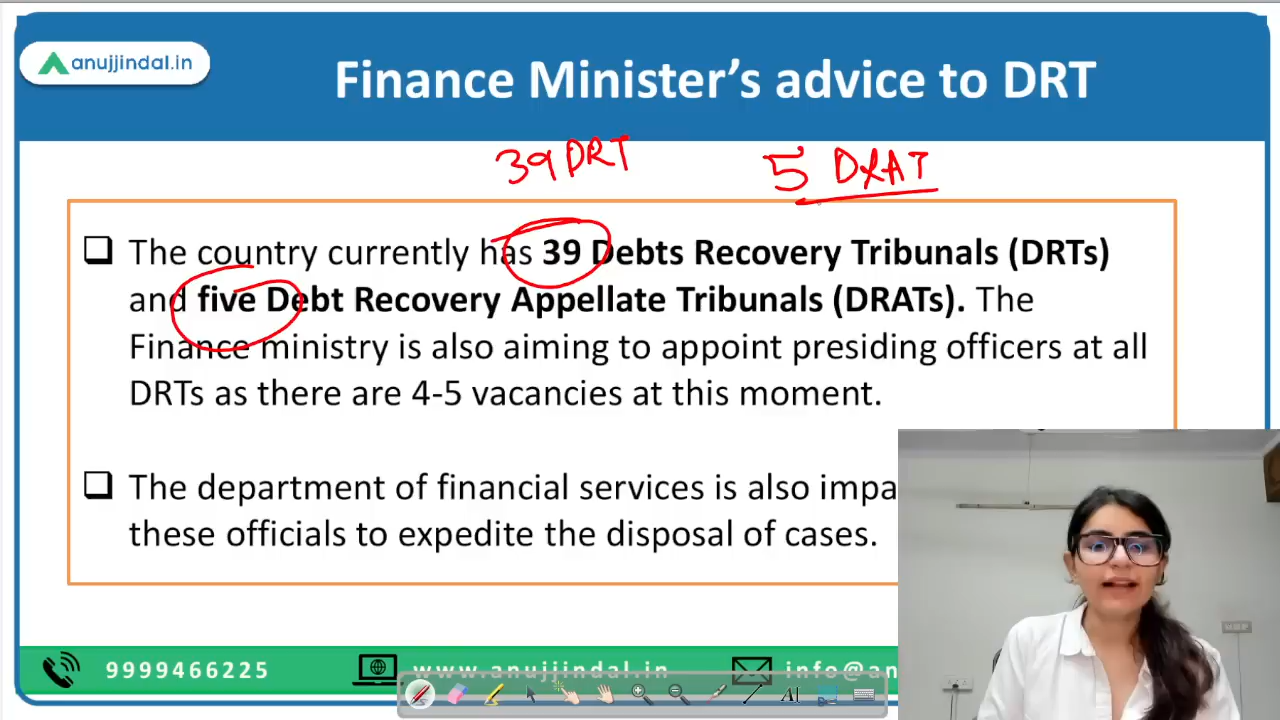 anujjindal.in
Finance Minister's advice to DRT
39 DRT 5 DRAT
❑ The country currently has 39 Debts Recovery Tribunals (DRTs)
and five Debt Recovery Appellate Tribunals (DRATs). The
Finance ministry is also aiming to appoint presiding officers at all
DRTs as there are 4-5 vacancies at this moment.
❑ The department of financial services is also impa
these officials to expedite the disposal of cases.
9999466225 www.anujjindal.in info@an